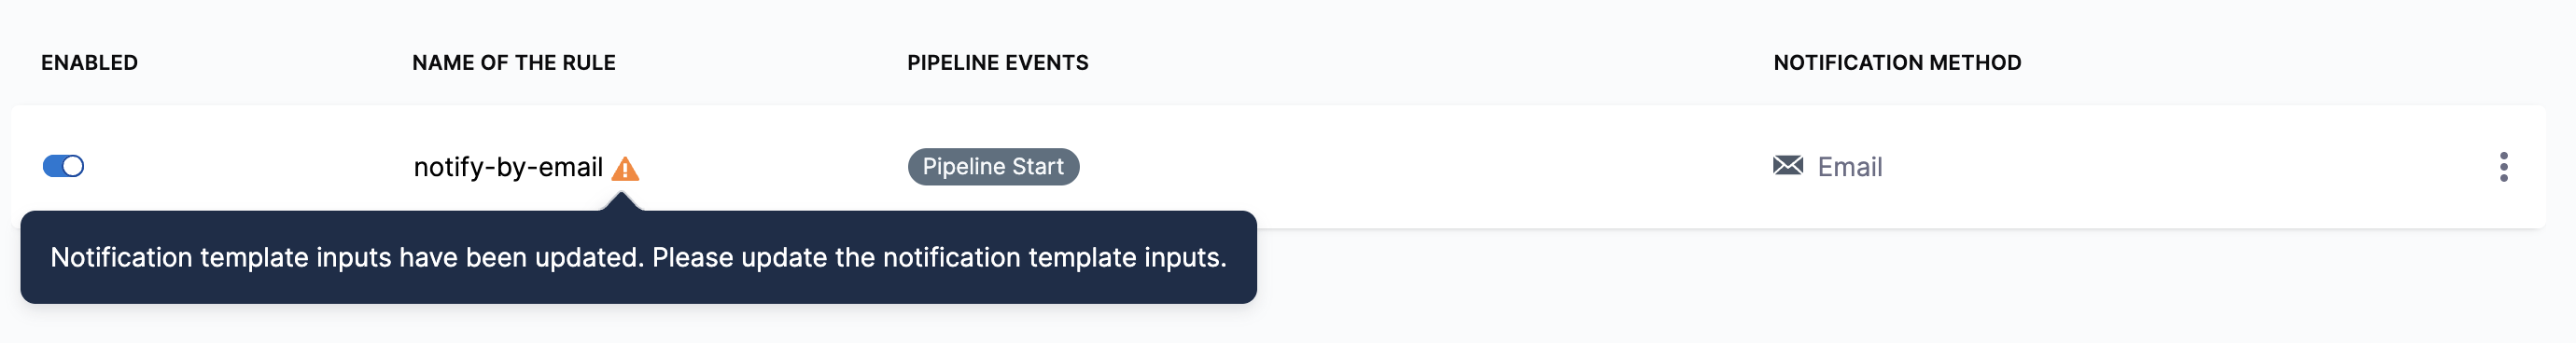 ENABLED NAME OF THE RULE PIPELINE EVENTS NOTIFICATION METHOD
notify-by-email Pipeline Start Email
Notification template inputs have been updated. Please update the notification template inputs.